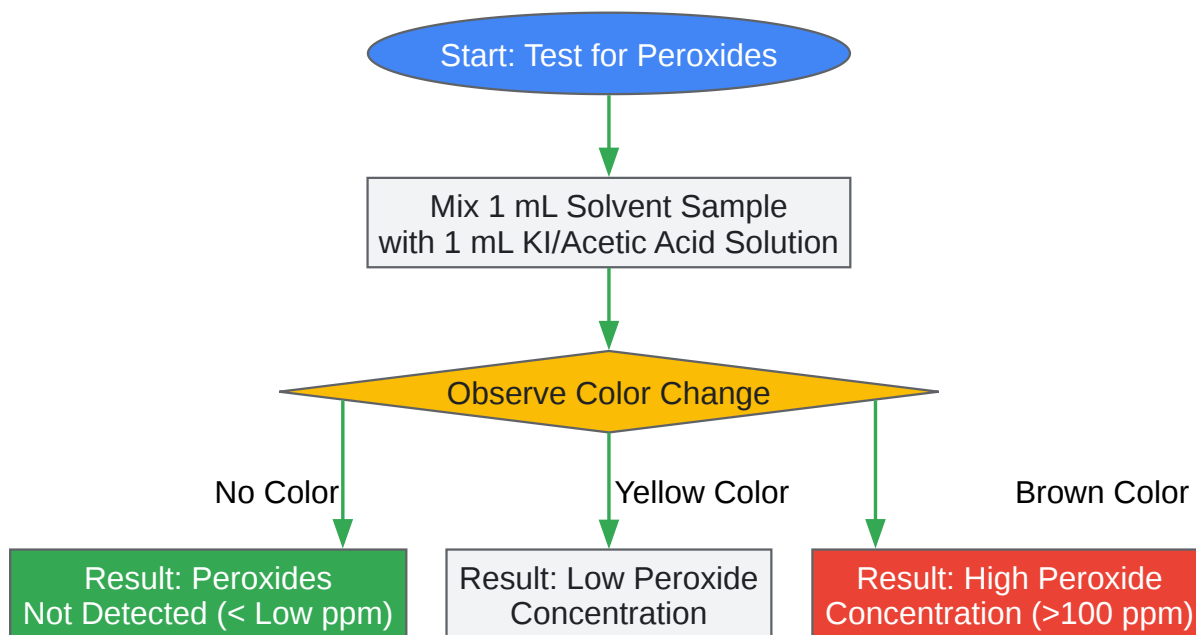 Start: Test for Peroxides
Mix 1 mL Solvent Sample
with 1 mL KI/Acetic Acid Solution
Observe Color Change
No Color
Yellow Color
Brown Color
Result: Peroxides
Not Detected (< Low ppm)
Result: Low Peroxide
Concentration
Result: High Peroxide
Concentration (>100 ppm)